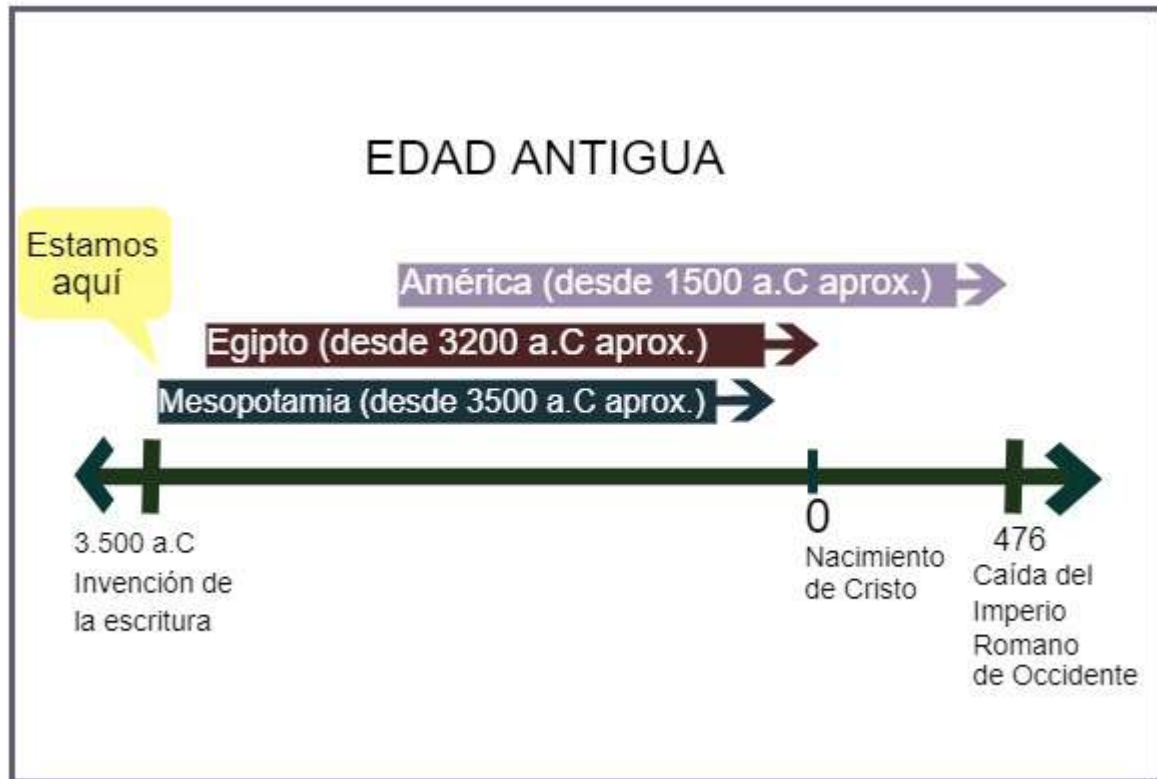 EDAD ANTIGUA
Estamos
aquí
América (desde 1500 a.C aprox.)
Egipto (desde 3200 a.C aprox.)
Mesopotamia (desde 3500 a.C aprox.)
3.500 a.C
Invención de
la escritura
0
Nacimiento
de Cristo
476
Caída del
Imperio
Romano
de Occidente